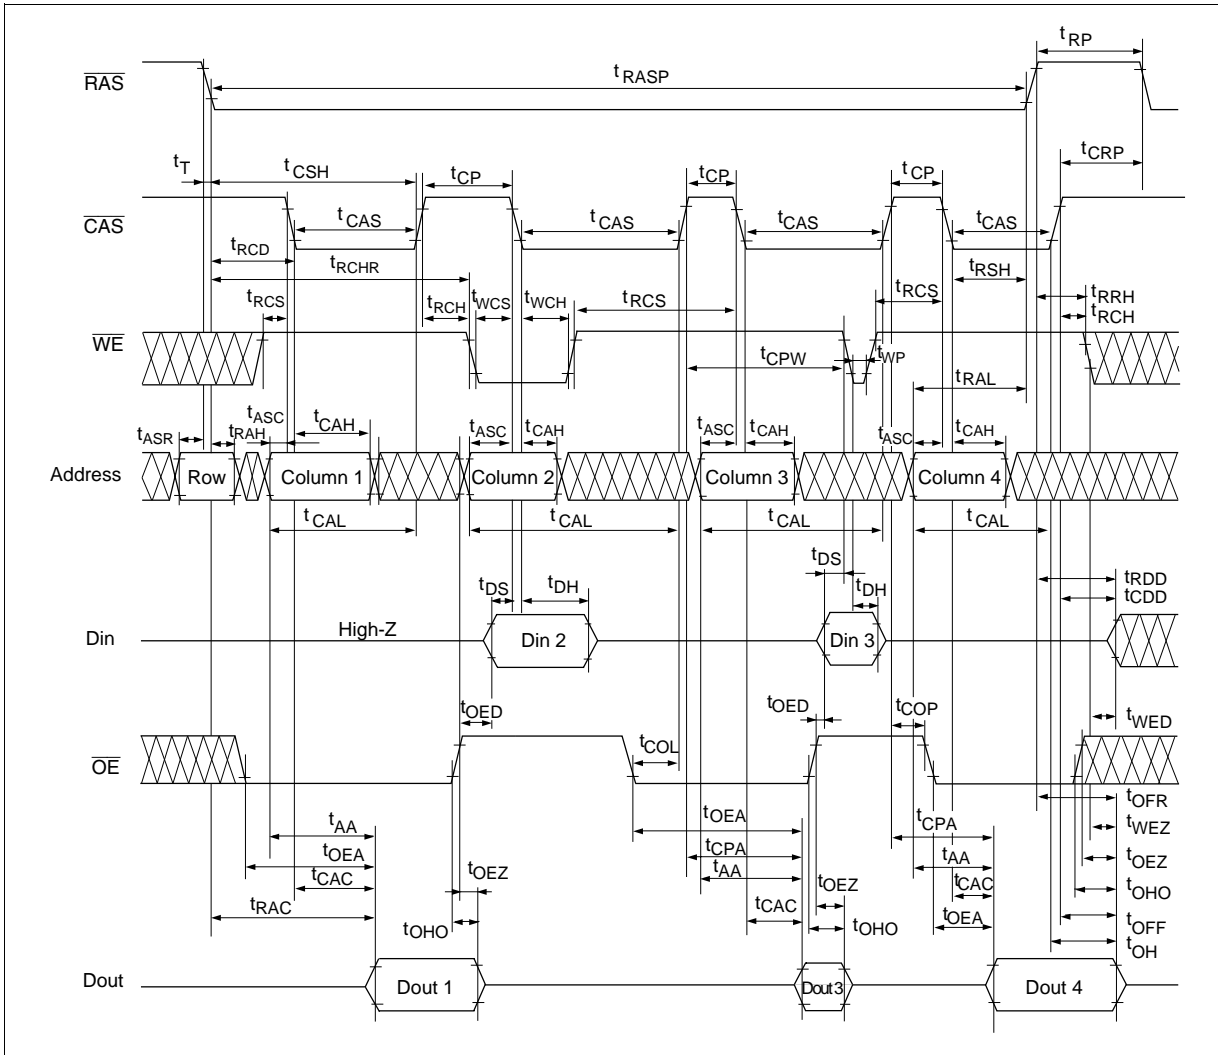 tRP
RAS
tRASP
tT tCSH tCP tCP tCP tCRP
CAS
tCAS tCAS tCAS tCAS
tRCD
tRCHR tRSH
tRCS tRCH tWCS tWCH tRCS tRCS tRRH
tRCH
WE
tCPW tWP
tRAL
tASR tRAH tASC tCAH tASC tCAH tASC tCAH tASC tCAH
Address Row Column 1 Column 2 Column 3 Column 4
tCAL tCAL tCAL tCAL
tDS tDH tDS tDH tRDD
tCDD
Din High-Z Din 2 Din 3
tOED tOED tCOP tWED
OE
tCOL
tOFR
tAA tOEA tCPA tWEZ
tOEA tCPA tAA tOEZ
tCAC tOEZ tAA tOEZ tCAC tOHO
tRAC tOHO tCAC tOHO tOEA tOFF
tOH
Dout Dout 1 Dout3 Dout 4